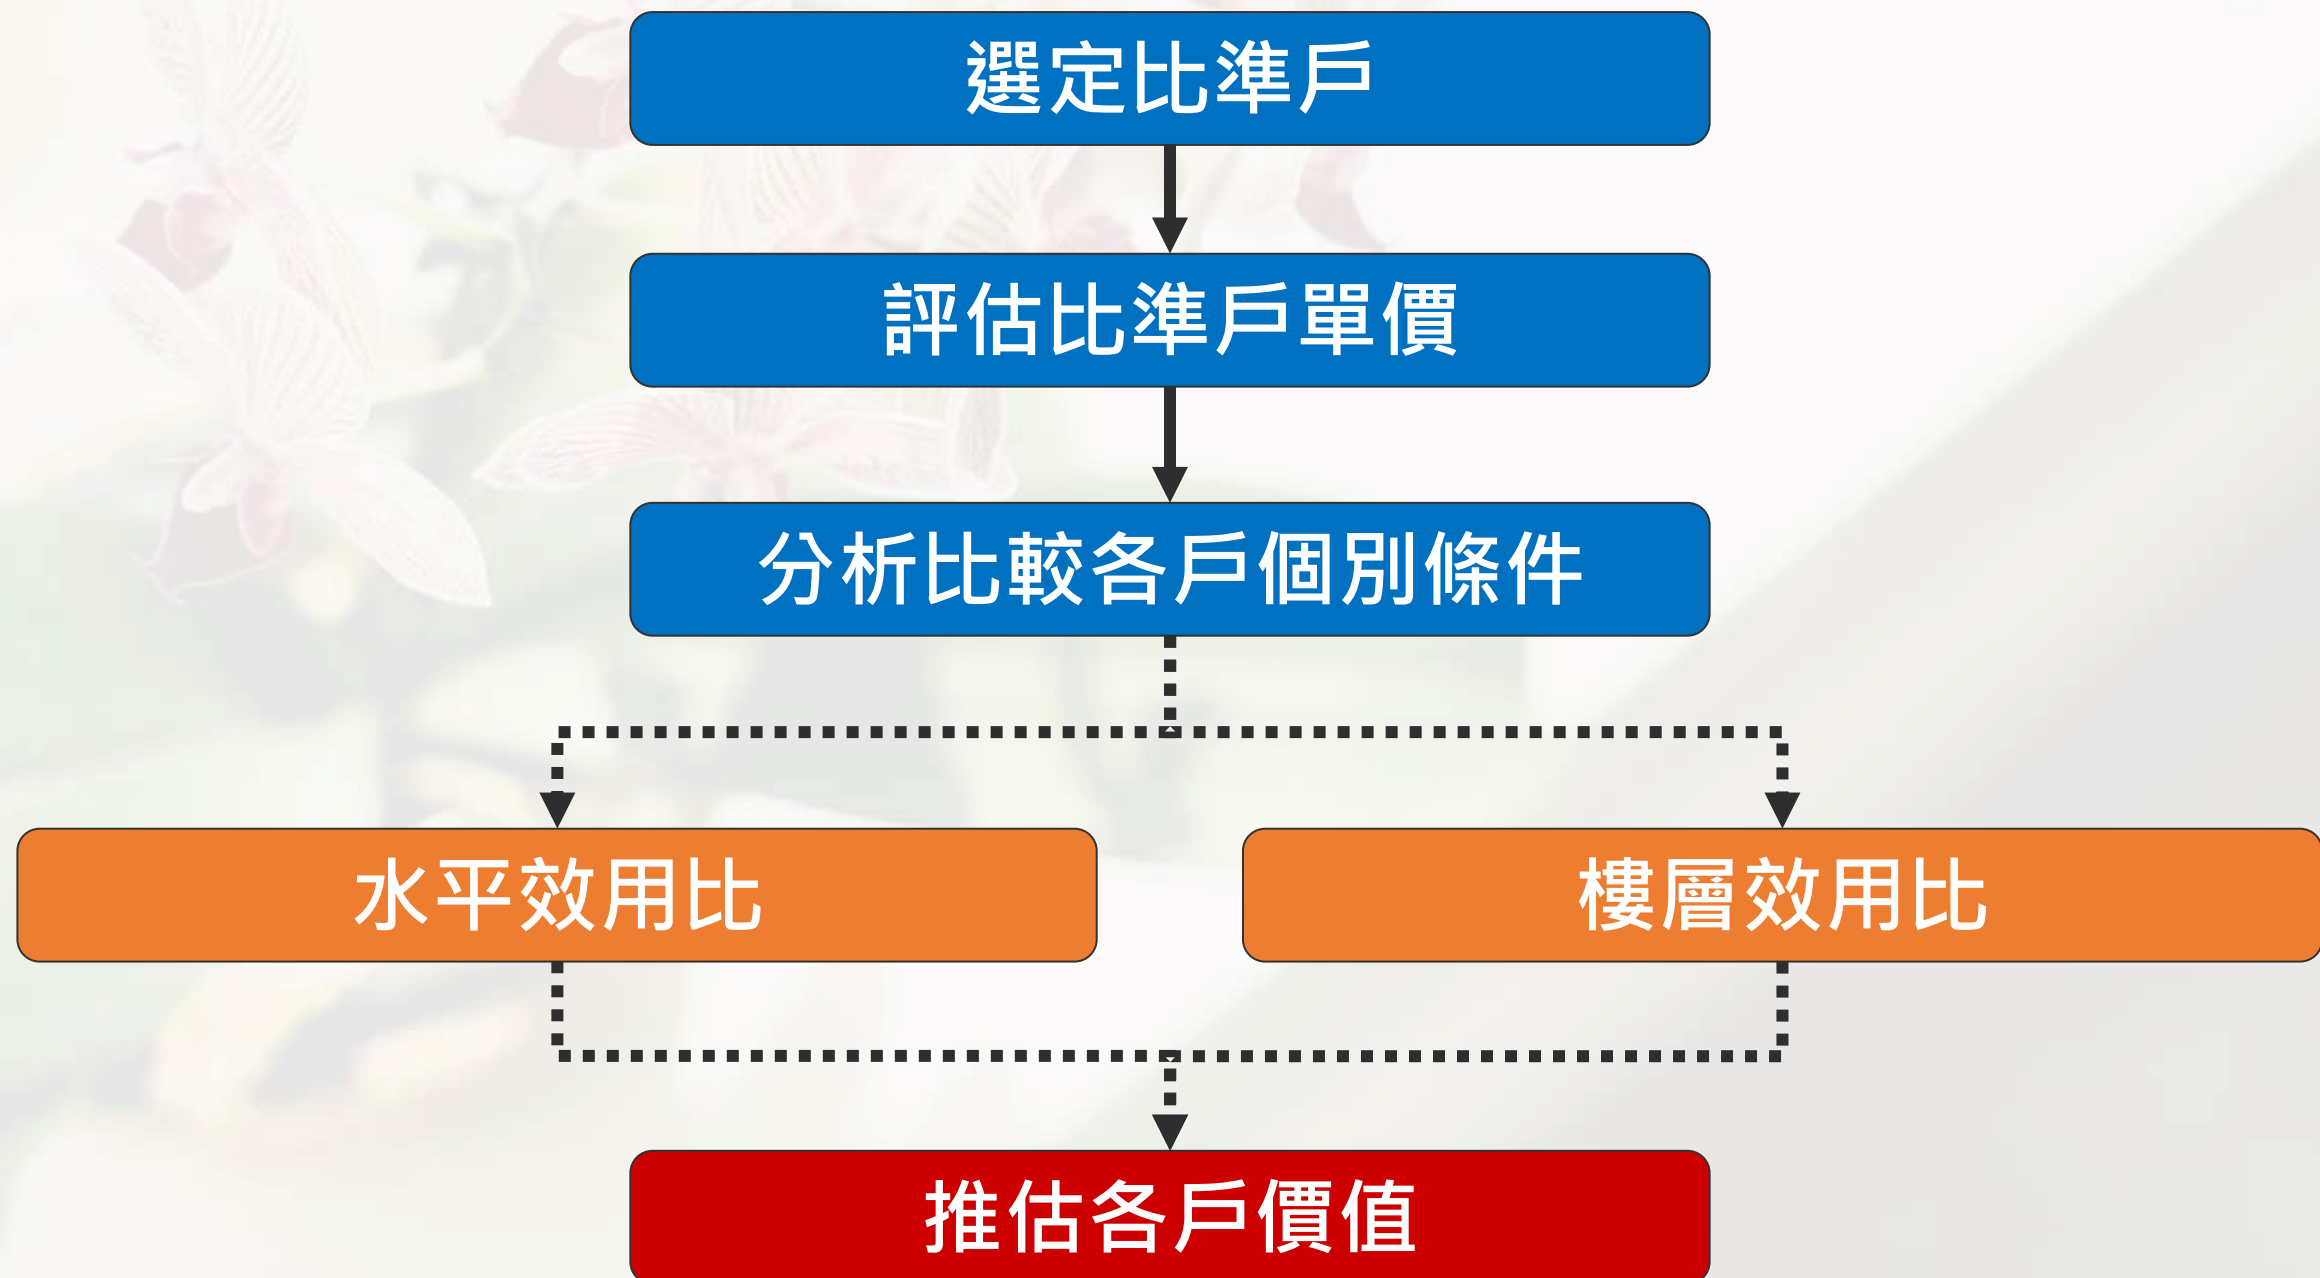 選定比準戶
評估比準戶單價
分析比較各戶個別條件
水平效用比
樓層效用比
推估各戶價值